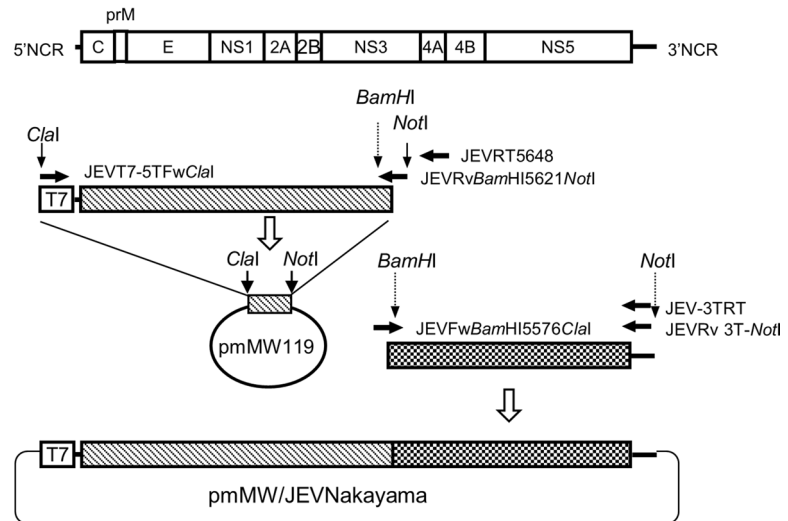 prM
5’NCR C E NS1 2A 2B NS3 4A 4B NS5 3’NCR
BamHI
ClaI NotI
JEVRT5648
JEVT7-5TFwClaI
JEVRvBamHI5621NotI
T7
ClaI NotI BamHI NotI
JEV-3TRT
JEVFwBamHI5576ClaI JEVRv 3T-NotI
pmMW119
T7
pmMW/JEVNakayama